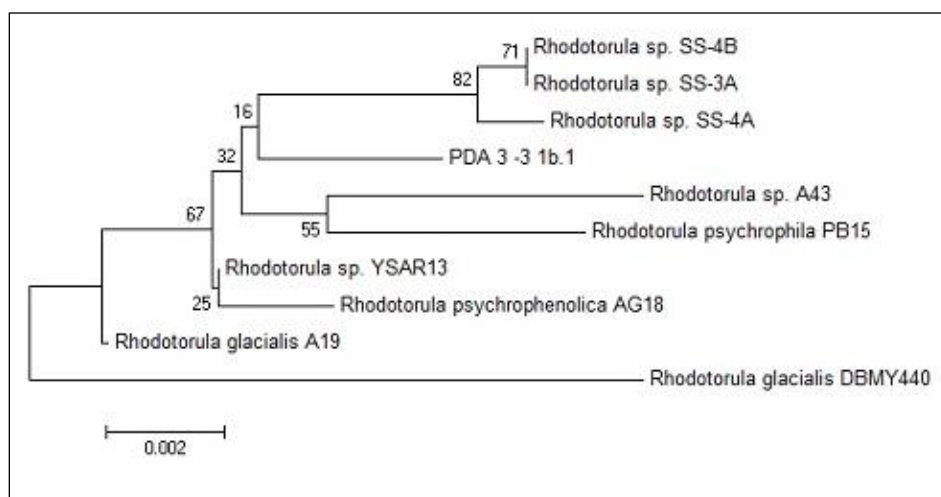 71
Rhodotorula sp. SS-4B
82
Rhodotorula sp. SS-3A
16
Rhodotorula sp. SS-4A
32
PDA 3 -3 1b.1
67
Rhodotorula sp. A43
55
Rhodotorula psychrophila PB15
Rhodotorula sp. YSAR13
25
Rhodotorula psychrophenolica AG18
Rhodotorula glacialis A19
Rhodotorula glacialis DBMY440
0.002